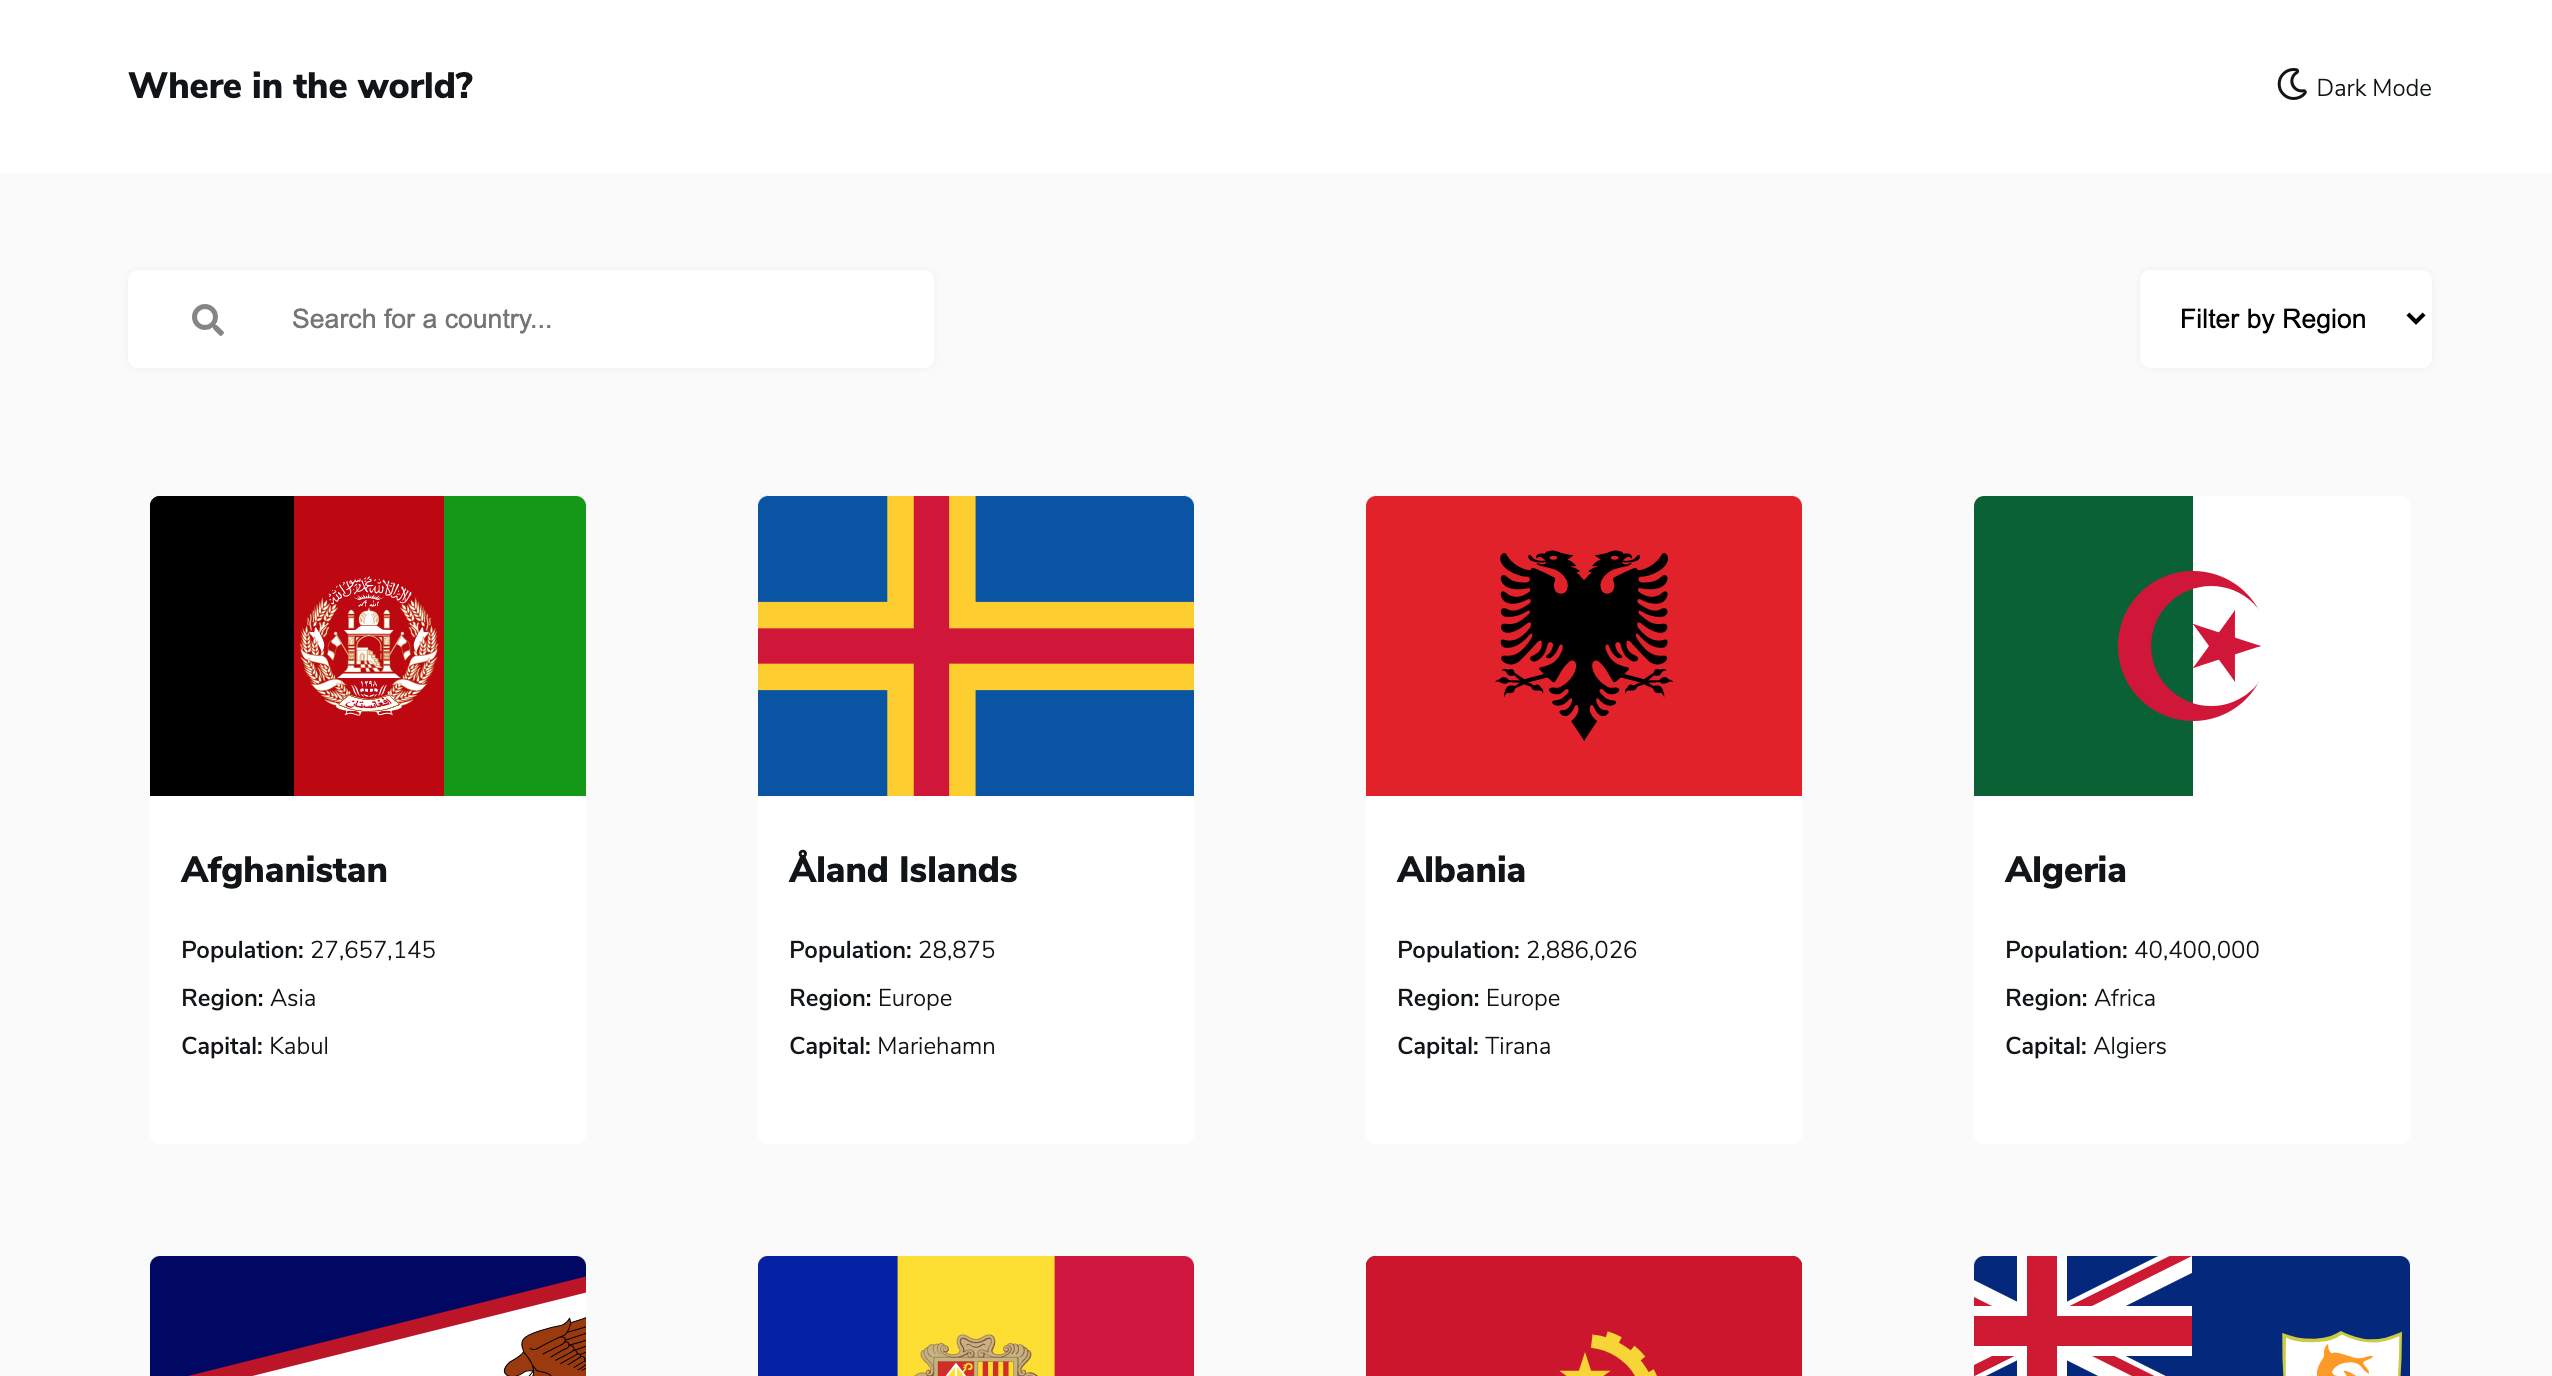 Where in the world?
Dark Mode
Search for a country...
Filter by Region
Afghanistan
Population: 27,657,145
Region: Asia
Capital: Kabul
Åland Islands
Population: 28,875
Region: Europe
Capital: Mariehamn
Albania
Population: 2,886,026
Region: Europe
Capital: Tirana
Algeria
Population: 40,400,000
Region: Africa
Capital: Algiers